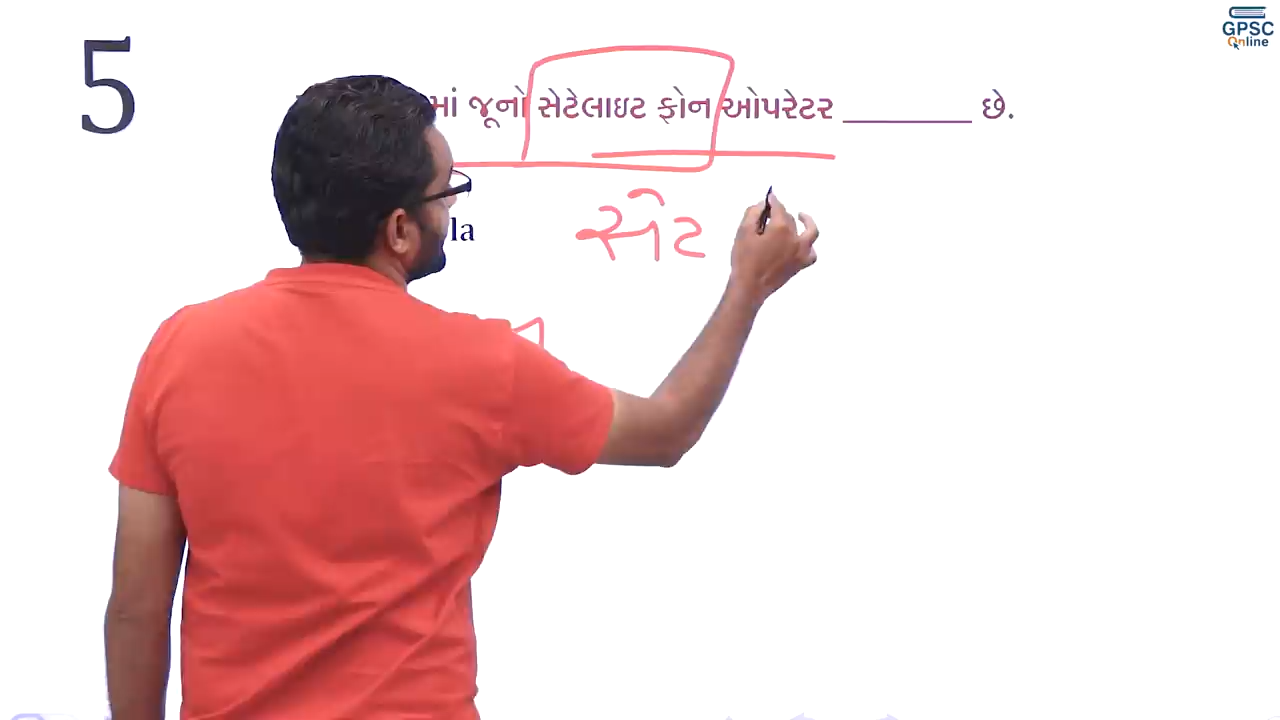 GPSC
Online
5
માં જૂનો સેટેલાઇટ ફોન ઓપરેટર ________ છે.
la
સેટ